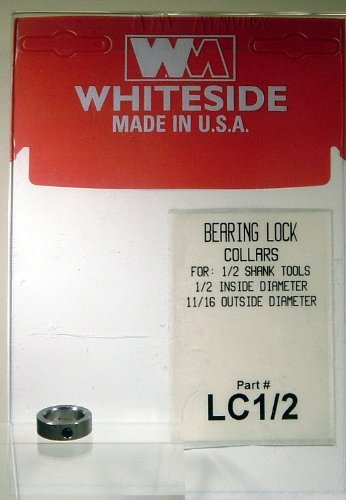 WM
WHITESIDE
MADE IN U.S.A.
BEARING LOCK
COLLARS
FOR: 1/2 SHANK TOOLS
1/2 INSIDE DIAMETER
11/16 OUTSIDE DIAMETER
Part #
LC1/2